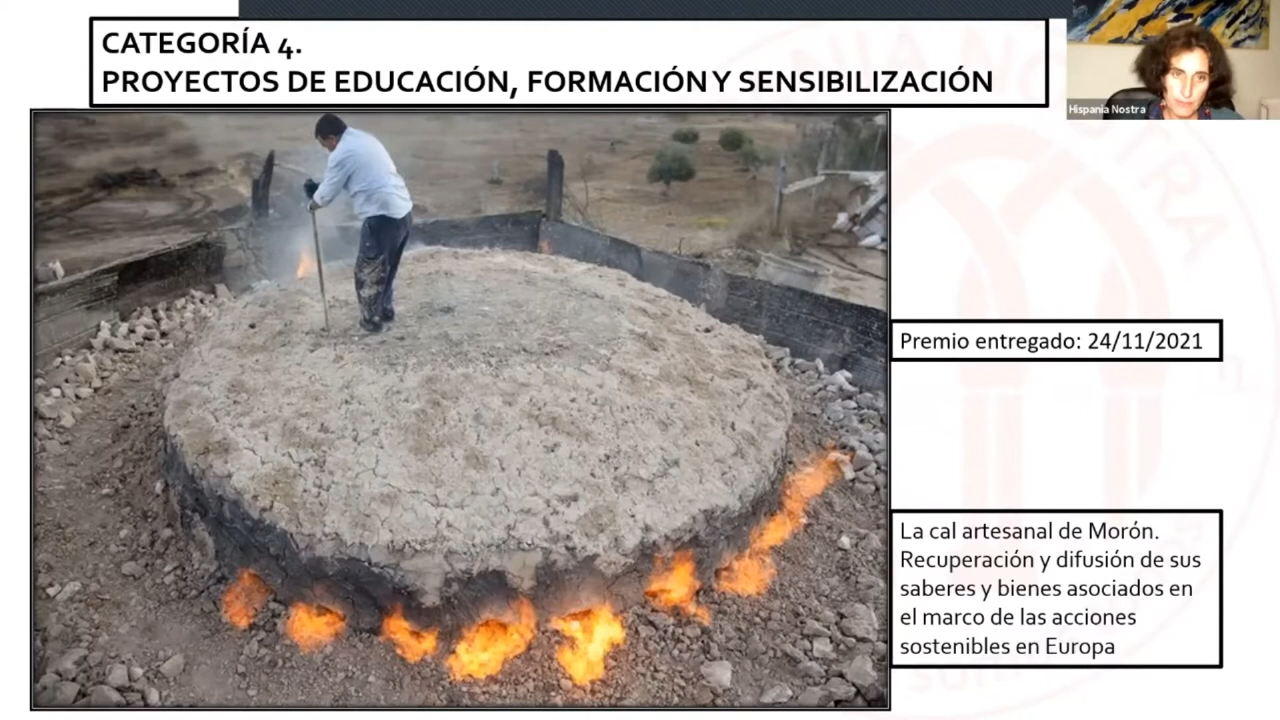 CATEGORÍA 4.
PROYECTOS DE EDUCACIÓN, FORMACIÓN Y SENSIBILIZACIÓN
Hispania Nostra
Premio entregado: 24/11/2021
La cal artesanal de Morón.
Recuperación y difusión de sus
saberes y bienes asociados en
el marco de las acciones
sostenibles en Europa